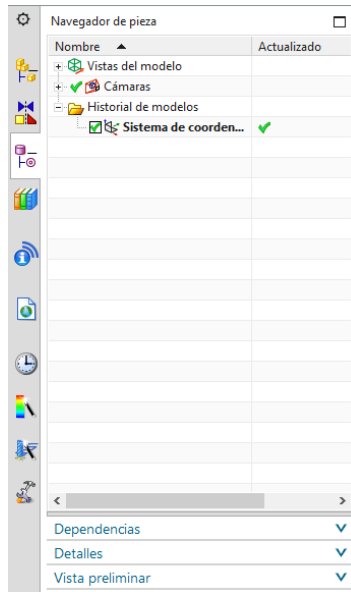 Navegador de pieza
Nombre Actualizado
Vistas del modelo
Cámaras
Historial de modelos
Sistema de coorden...
Dependencias
Detalles
Vista preliminar